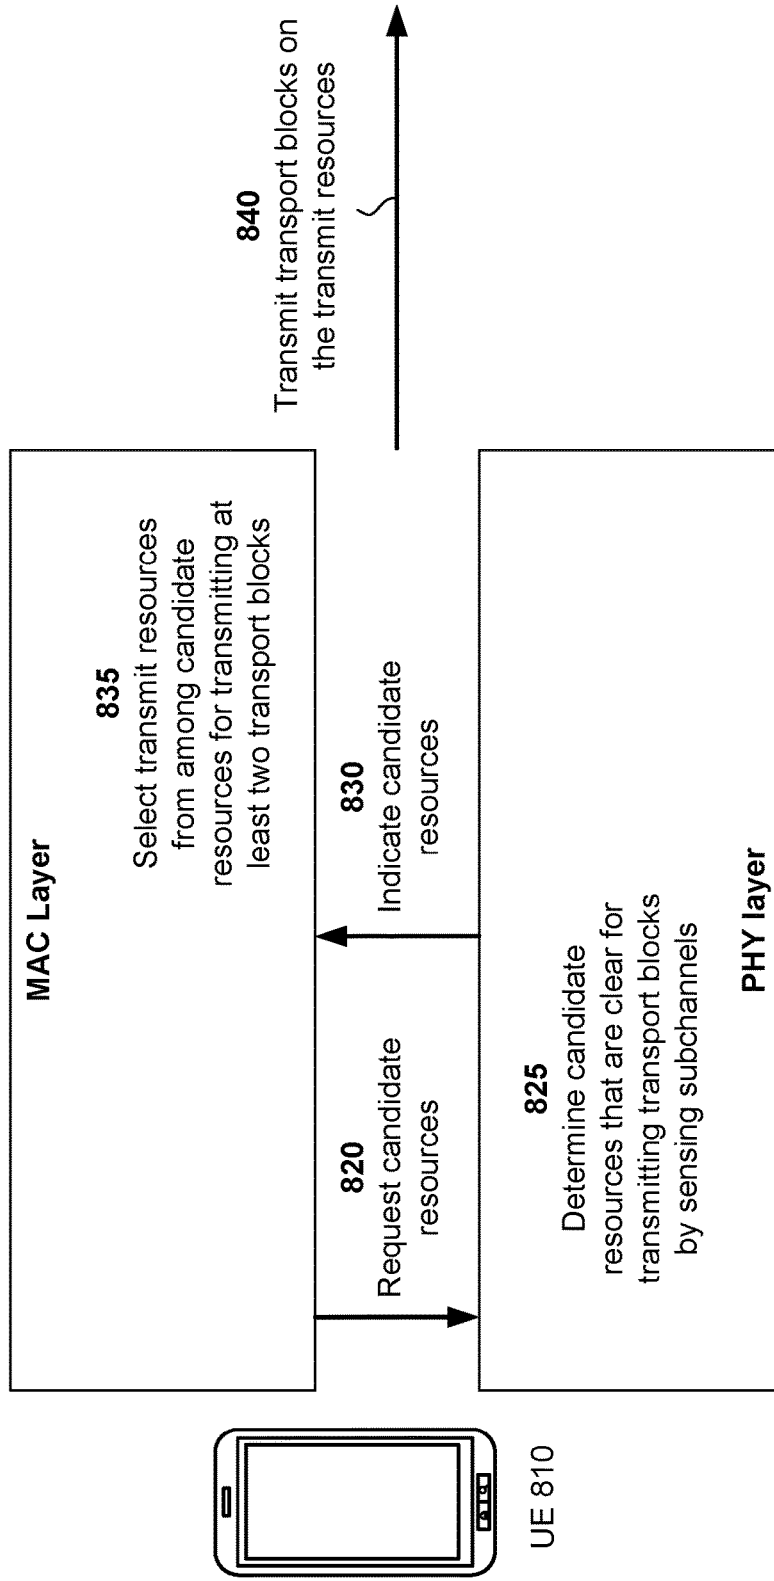 UE 810
MAC Layer
820
Request candidate
resources
825
Determine candidate
resources that are clear for
transmitting transport blocks
by sensing subchannels
PHY layer
830
Indicate candidate
resources
835
Select transmit resources
from among candidate
resources for transmitting at
least two transport blocks
840
Transmit transport blocks on
the transmit resources